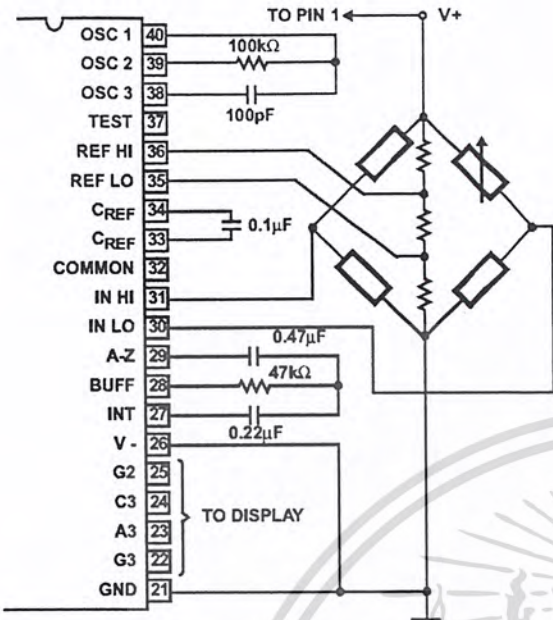 TO PIN 1 V+
OSC 1 40
100kΩ
OSC 2 39
OSC 3 38
100pF
TEST 37
REF HI 36
REF LO 35
CREF 34
0.1µF
CREF 33
COMMON 32
IN HI 31
IN LO 30
0.47µF
A-Z 29
47kΩ
BUFF 28
INT 27
0.22µF
V - 26
G2 25
C3 24
TO DISPLAY
A3 23
G3 22
GND 21